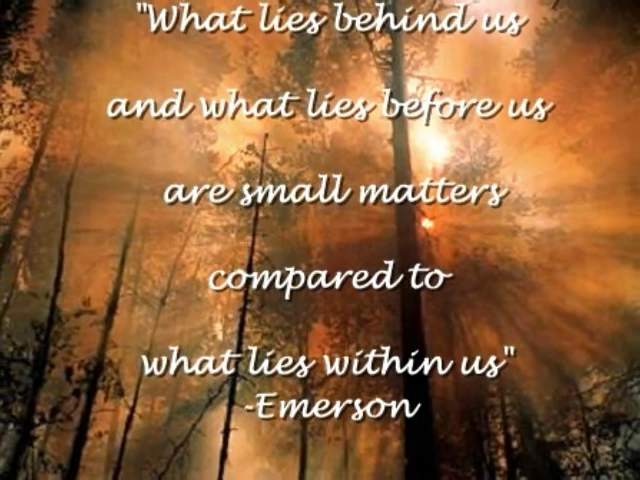 "What lies behind us
and what lies before us
are small matters
compared to
what lies within us"
-Emerson